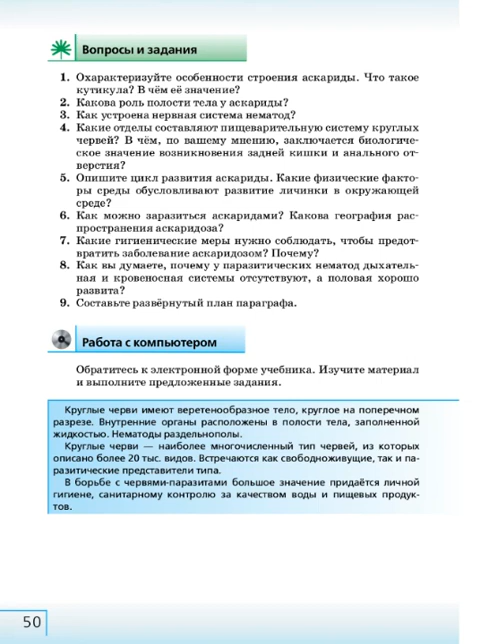 Вопросы и задания
1. Охарактеризуйте особенности строения аскариды. Что такое
кутикула? В чём её значение?
2. Какова роль полости тела у аскариды?
3. Как устроена нервная система нематод?
4. Какие отделы составляют пищеварительную систему круглых
червей? В чём, по вашему мнению, заключается биологиче-
ское значение возникновения задней кишки и анального от-
верстия?
5. Опишите цикл развития аскариды. Какие физические факто-
ры среды обусловливают развитие личинки в окружающей
среде?
6. Как можно заразиться аскаридами? Какова география рас-
пространения аскаридоза?
7. Какие гигиенические меры нужно соблюдать, чтобы предот-
вратить заболевание аскаридозом? Почему?
8. Как вы думаете, почему у паразитических нематод дыхатель-
ная и кровеносная системы отсутствуют, а половая хорошо
развита?
9. Составьте развёрнутый план параграфа.
Работа с компьютером
Обратитесь к электронной форме учебника. Изучите материал
и выполните предложенные задания.
Круглые черви имеют веретенообразное тело, круглое на поперечном
разрезе. Внутренние органы расположены в полости тела, заполненной
жидкостью. Нематоды раздельнополы.
Круглые черви — наиболее многочисленный тип червей, из которых
описано более 20 тыс. видов. Встречаются как свободноживущие, так и па-
разитические представители типа.
В борьбе с червями-паразитами большое значение придаётся личной
гигиене, санитарному контролю за качеством воды и пищевых продук-
тов.
50